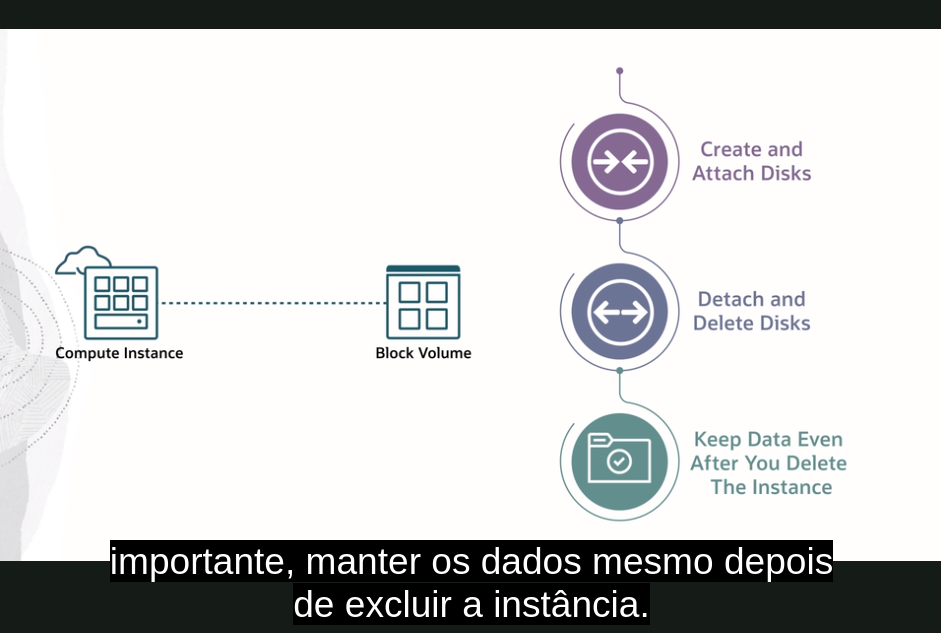 Create and
Attach Disks
Detach and
Delete Disks
Compute Instance
Block Volume
Keep Data Even
After You Delete
The Instance
importante, manter os dados mesmo depois
de excluir a instância.